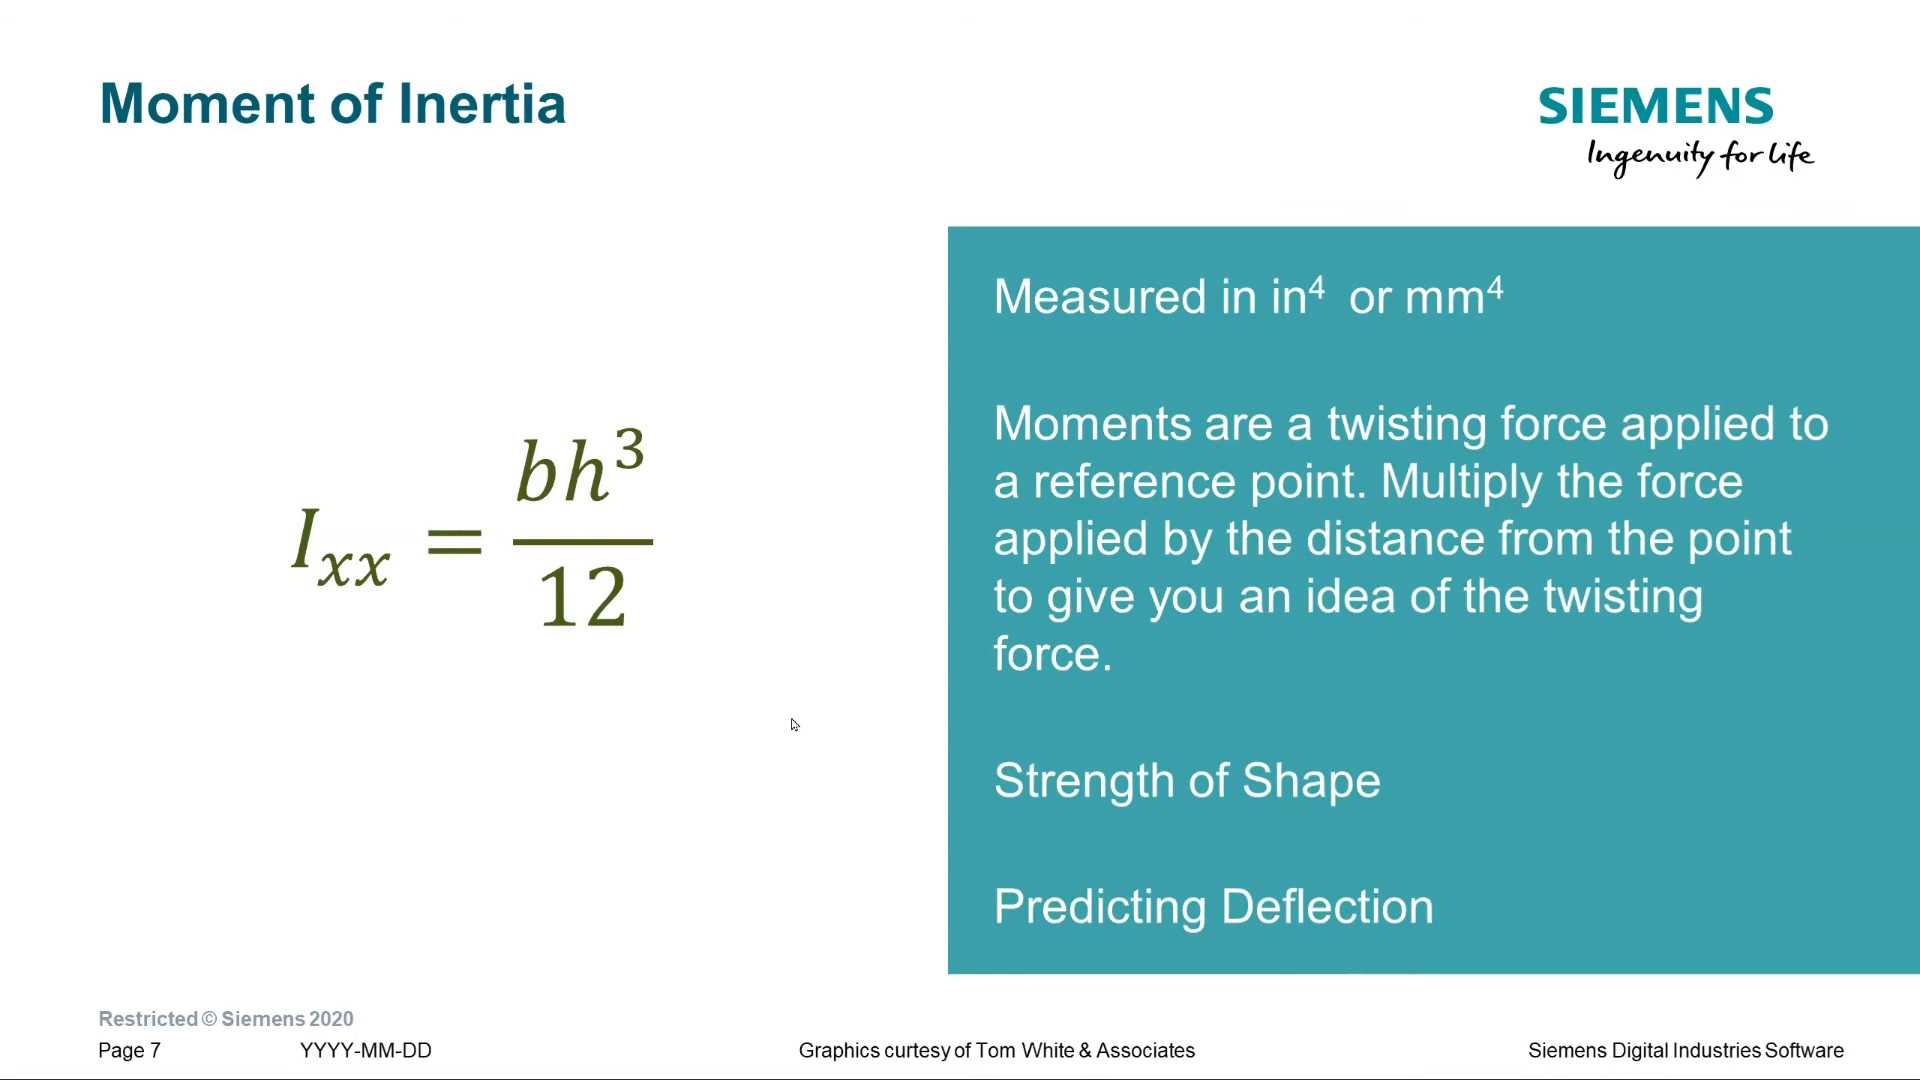 Moment of Inertia
SIEMENS
Ingenuity for life
Measured in in⁴ or mm⁴
Moments are a twisting force applied to
a reference point. Multiply the force
applied by the distance from the point
to give you an idea of the twisting
force.
Strength of Shape
Predicting Deflection
I_xx = bh³/12
Restricted © Siemens 2020
Page 7 YYYY-MM-DD Graphics curtesy of Tom White & Associates Siemens Digital Industries Software